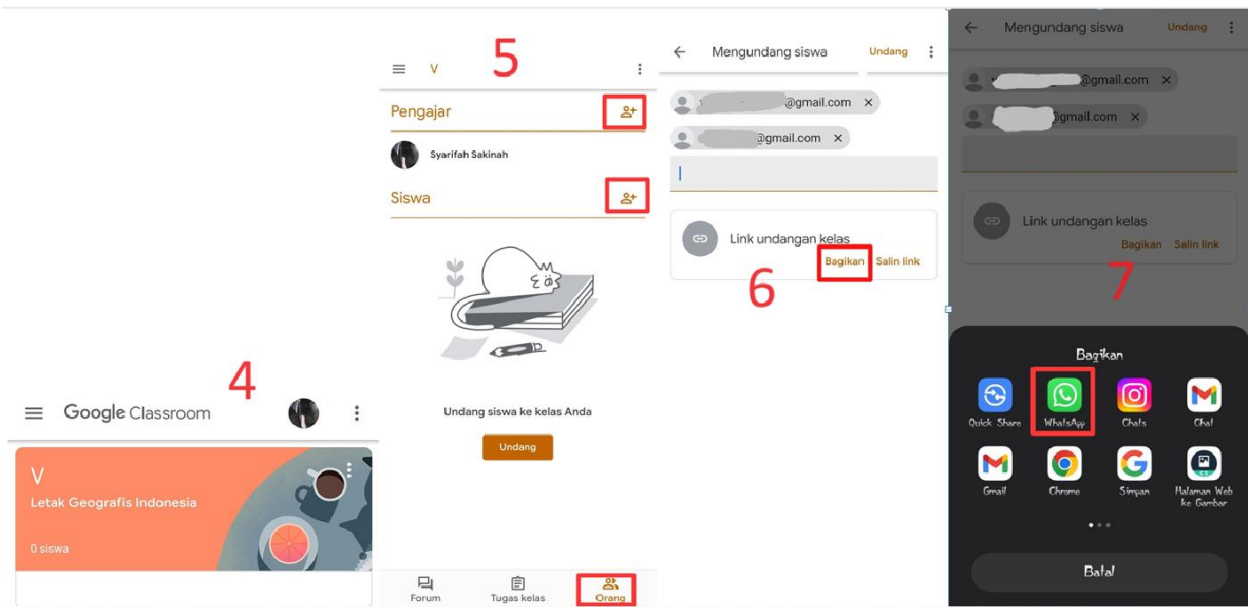 4
Google Classroom
V
Letak Geografis Indonesia
0 siswa
5
V
Pengajar
Syarifah Sakinah
Siswa
Undang siswa ke kelas Anda
Undang
Forum
Tugas kelas
Orang
Mengundang siswa
Undang
@gmail.com
@gmail.com
Link undangan kelas
Bagikan
Salin link
6
Mengundang siswa
Undang
@gmail.com
@gmail.com
Link undangan kelas
Bagikan
Salin link
7
Bagikan
Quick Share
WhatsApp
Chats
Chat
Gmail
Chrome
Simpan
Halaman Web
ke Gambar
Batal